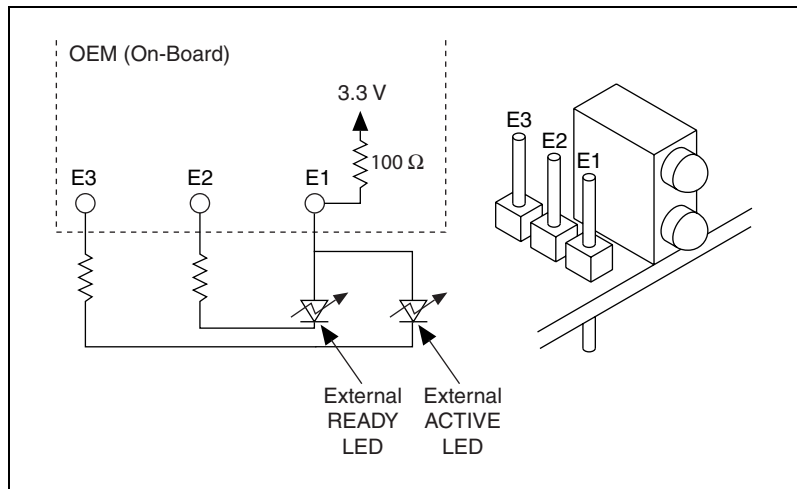 OEM (On-Board)
3.3 V
100 Ω
E3
E2
E1
External
READY
LED
External
ACTIVE
LED
E3
E2
E1